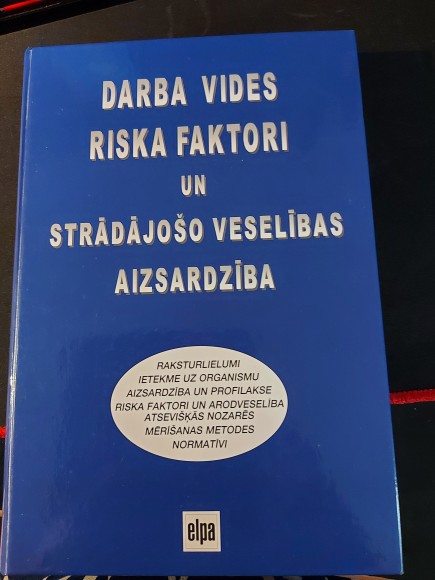 DARBA VIDES
RISKA FAKTORI
UN
STRĀDĀJOŠO VESELĪBAS
AIZSARDZĪBA
RAKSTURLIELUMI
IETEKME UZ ORGANISMU
AIZSARDZĪBA UN PROFILAKSE
RISKA FAKTORI UN ARODVESELĪBA
ATSEVIŠĶĀS NOZARĒS
MĒRĪŠANAS METODES
NORMATĪVI
elpa